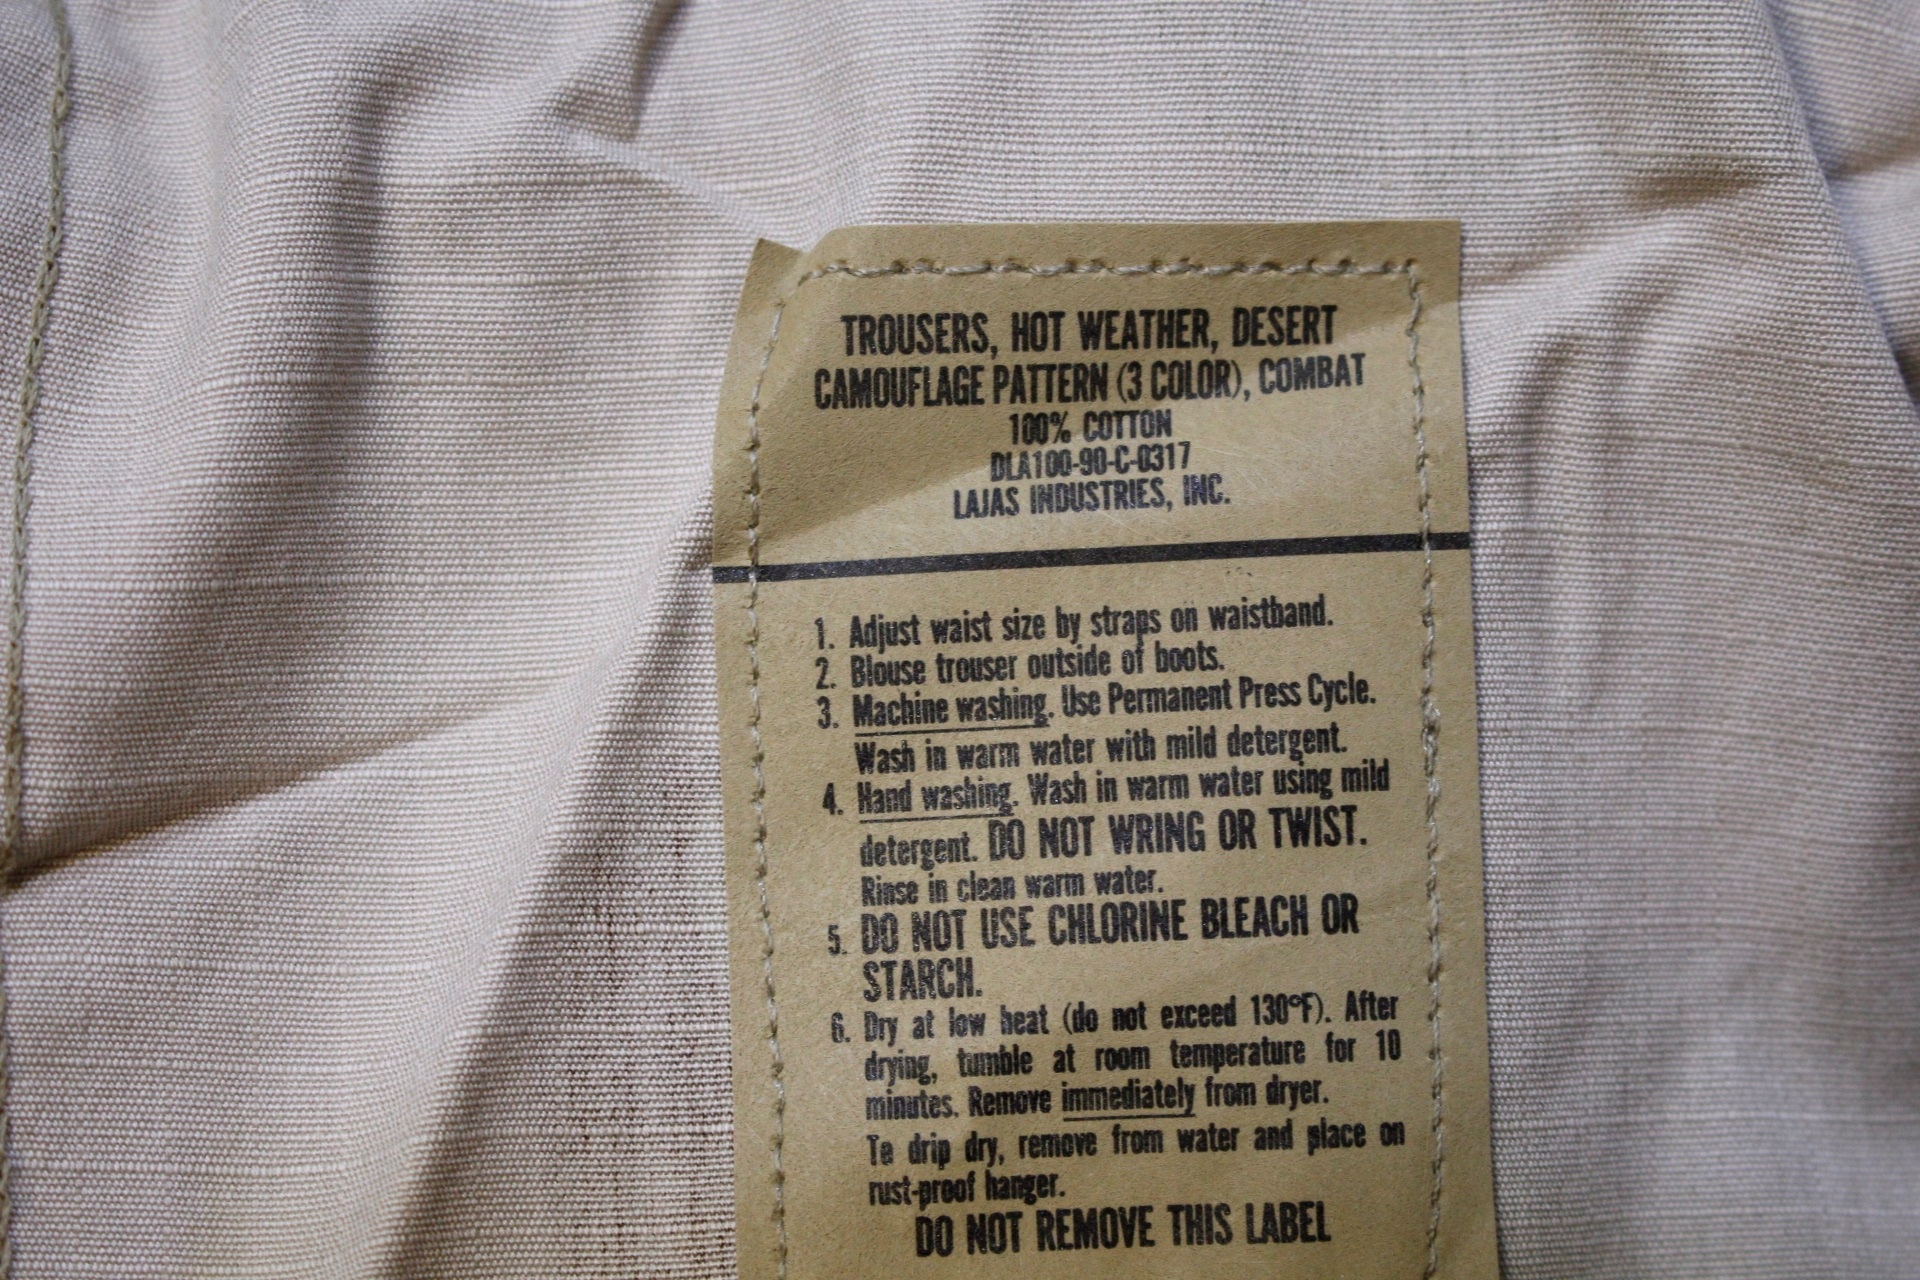 TROUSERS, HOT WEATHER, DESERT
CAMOUFLAGE PATTERN (3 COLOR), COMBAT
100% COTTON
DLA100-90-C-0317
LAJAS INDUSTRIES, INC.
1. Adjust waist size by straps on waistband.
2. Blouse trouser outside of boots.
3. Machine washing. Use Permanent Press Cycle.
Wash in warm water with mild detergent.
4. Hand washing. Wash in warm water using mild
detergent. DO NOT WRING OR TWIST.
Rinse in clean warm water.
5. DO NOT USE CHLORINE BLEACH OR
STARCH.
6. Dry at low heat (do not exceed 130°F). After
drying, tumble at room temperature for 10
minutes. Remove immediately from dryer.
To drip dry, remove from water and place on
rust-proof hanger.
DO NOT REMOVE THIS LABEL